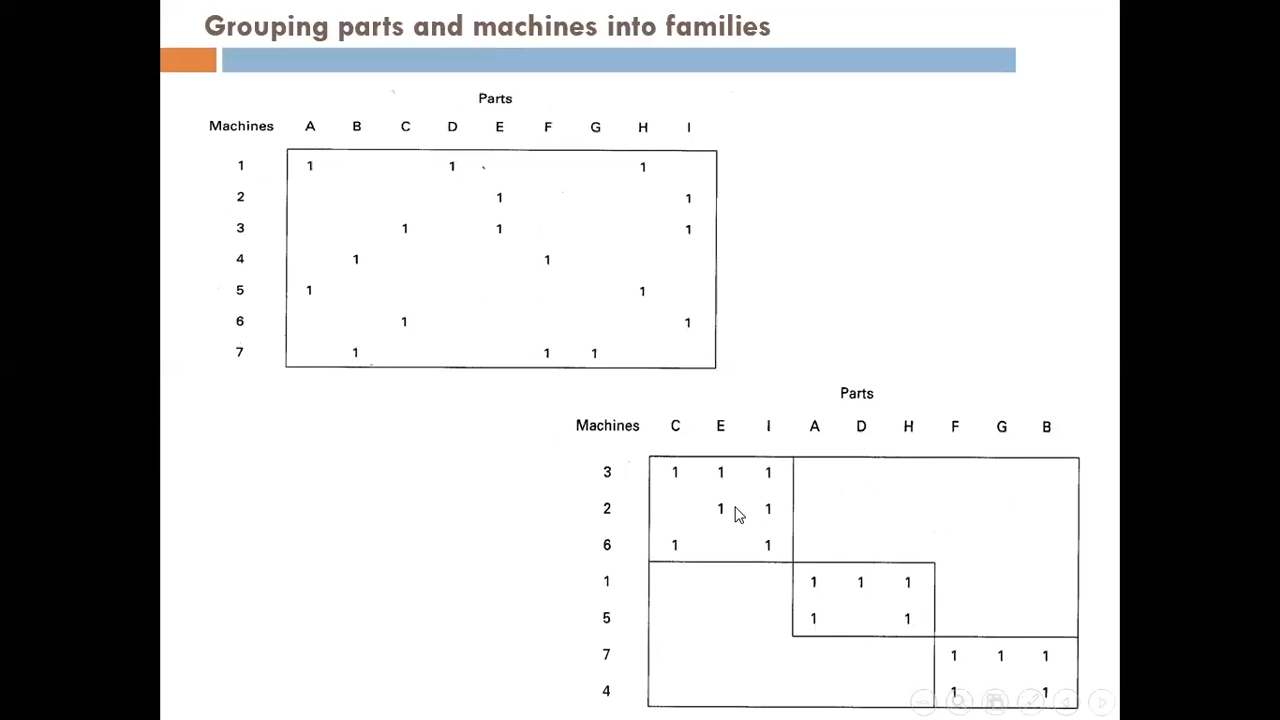 Grouping parts and machines into families
Parts
Machines A B C D E F G H I
1 1 1 1
2 1 1
3 1 1 1
4 1 1
5 1 1
6 1 1
7 1 1 1
Parts
Machines C E I A D H F G B
3 1 1 1
2 1 1
6 1 1
1 1 1 1
5 1 1
7 1 1 1
4 1 1